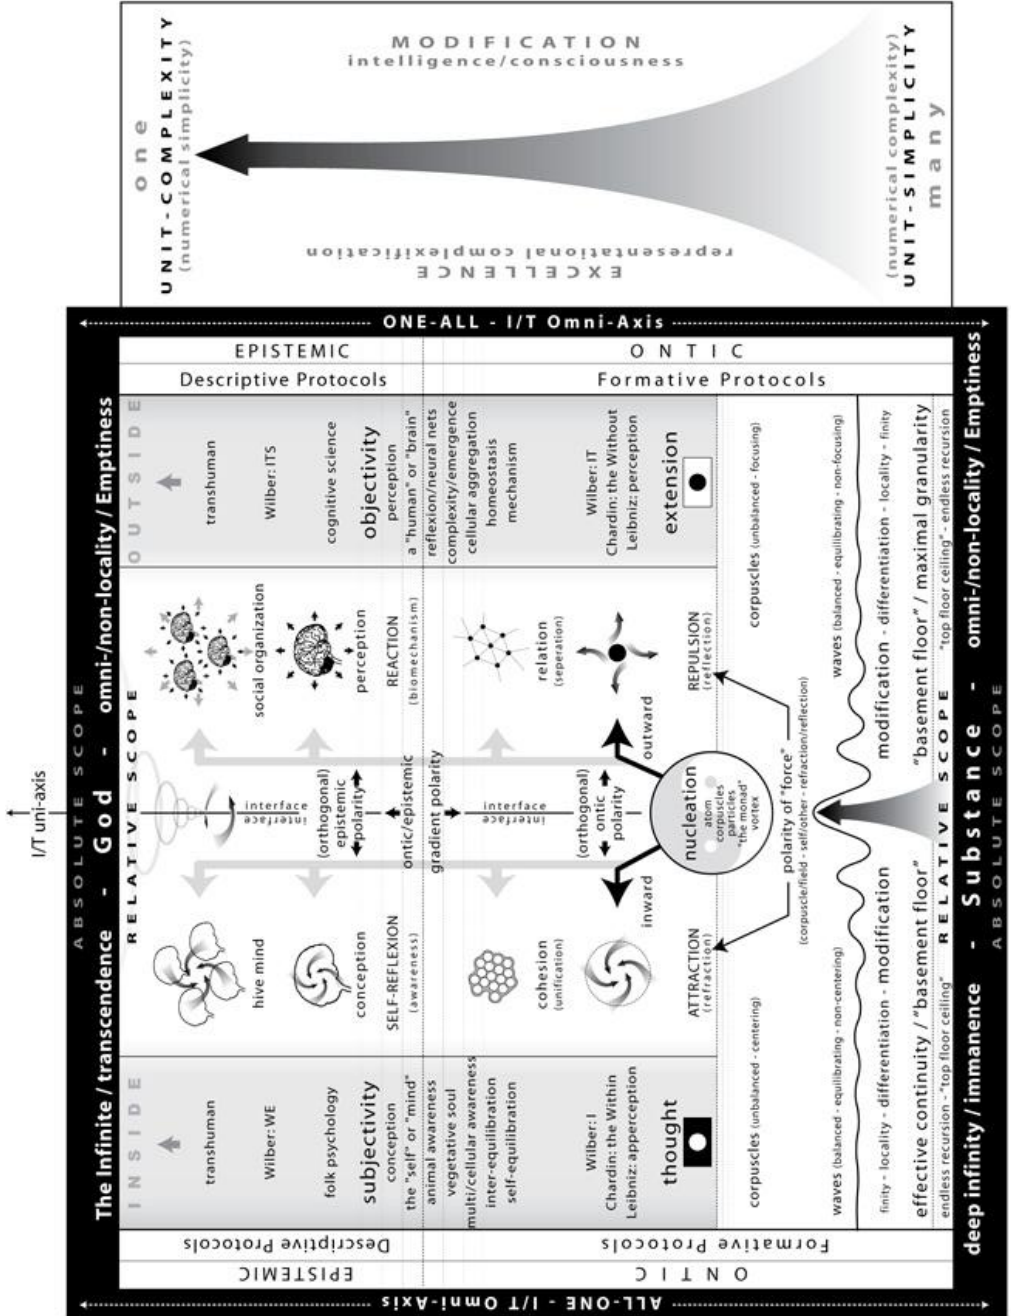 one
UNIT-COMPLEXITY
(numerical simplicity)
MODIFICATION
intelligence/consciousness
EXCELLENCE
representational complexification
(numerical complexity)
UNIT-SIMPLICITY
many
I/T uni-axis
ABSOLUTE SCOPE
The Infinite / transcendence - God - omni-/non-locality / Emptiness
RELATIVE SCOPE
ONE-ALL - I/T Omni-Axis
EPISTEMIC
ONTIC
Descriptive Protocols
Formative Protocols
OUTSIDE
transhuman
Wilber: ITS
cognitive science
objectivity
perception
a "human" or "brain"
reflexion/neural nets
complexity/emergence
cellular aggregation
homeostasis
mechanism
Wilber: IT
Chardin: the Without
Leibniz: perception
extension
social organization
perception
REACTION
(biomechanism)
relation
(seperation)
outward
REPULSION
(reflection)
interface
interface
(orthogonal)
epistemic
polarity
ontic/epistemic
gradient polarity
interface
interface
(orthogonal)
ontic
polarity
nucleation
atom
corpuscles
particles
"the monad"
vortex
hive mind
conception
SELF-REFLEXION
(awareness)
cohesion
(unification)
inward
ATTRACTION
(refraction)
INSIDE
transhuman
Wilber: WE
folk psychology
subjectivity
conception
the "self" or "mind"
animal awareness
vegetative soul
multi/cellular awareness
inter-equilibration
self-equilibration
Wilber: I
Chardin: the Within
Leibniz: apperception
thought
polarity of "force"
(corpuscle/field - self/other - refraction/reflection)
corpuscles (unbalanced - centering)
corpuscles (unbalanced - focusing)
waves (balanced - equilibrating - non-centering)
waves (balanced - equilibrating - non-focusing)
finity - locality - differentiation - modification
modification - differentiation - locality - finity
effective continuity / "basement floor"
"basement floor" / maximal granularity
endless recursion - "top floor ceiling"
RELATIVE SCOPE
"top floor ceiling" - endless recursion
deep infinity / immanence - Substance - omni-/non-locality / Emptiness
ABSOLUTE SCOPE
Descriptive Protocols
Formative Protocols
EPISTEMIC
ONTIC
ALL-ONE - I/T Omni-Axis